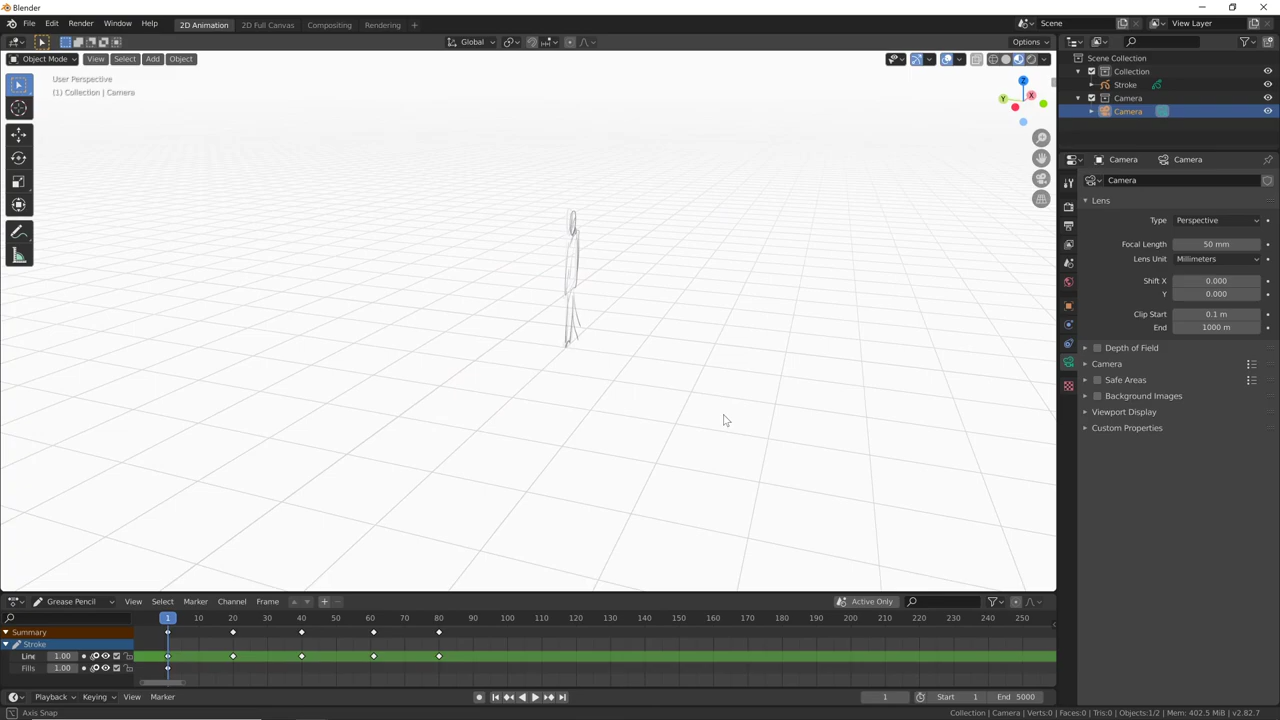 Blender
File Edit Render Window Help 2D Animation 2D Full Canvas Compositing Rendering + Scene View Layer
Global Options
Object Mode View Select Add Object
User Perspective
(1) Collection | Camera
Z
Y X
Scene Collection
Collection
Stroke
Camera
Camera
Camera Camera
Camera
Lens
Type Perspective
Focal Length 50 mm
Lens Unit Millimeters
Shift X 0.000
Y 0.000
Clip Start 0.1 m
End 1000 m
Depth of Field
Camera
Safe Areas
Background Images
Viewport Display
Custom Properties
Grease Pencil View Select Marker Channel Frame Active Only
1 10 20 30 40 50 60 70 80 90 100 110 120 130 140 150 160 170 180 190 200 210 220 230 240 250
Summary
Stroke
Line 1.00
Fills 1.00
Playback Keying View Marker 1 Start 1 End 5000
Axis Snap Collection | Camera | Verts:0 | Faces:0 | Tris:0 | Objects:1/2 | Mem: 402.5 MiB | v2.82.7